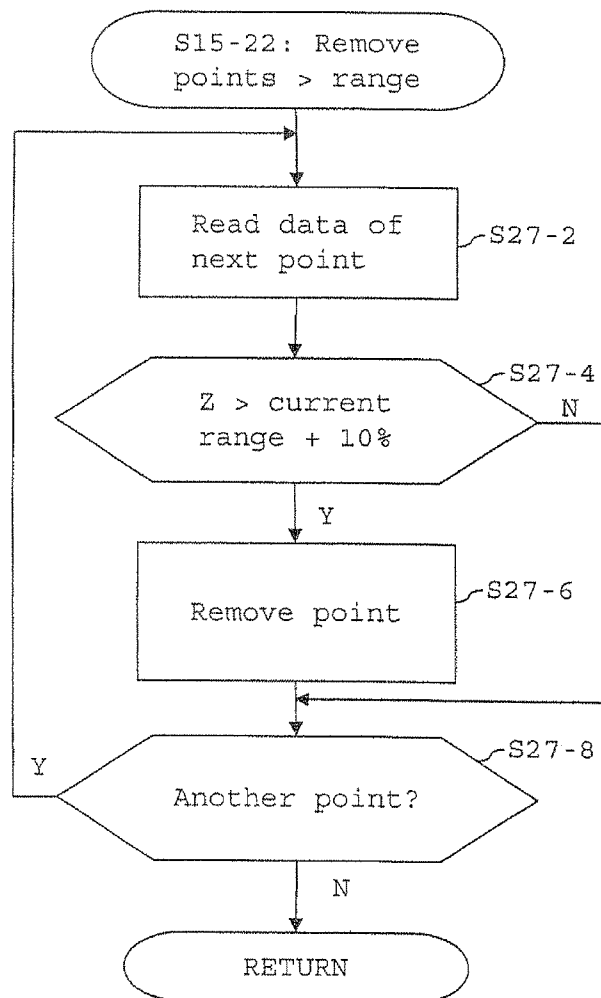 S15-22: Remove
points > range
Read data of
next point
S27-2
Z > current
range + 10%
S27-4
N
Y
Remove point
S27-6
Another point?
S27-8
Y
N
RETURN